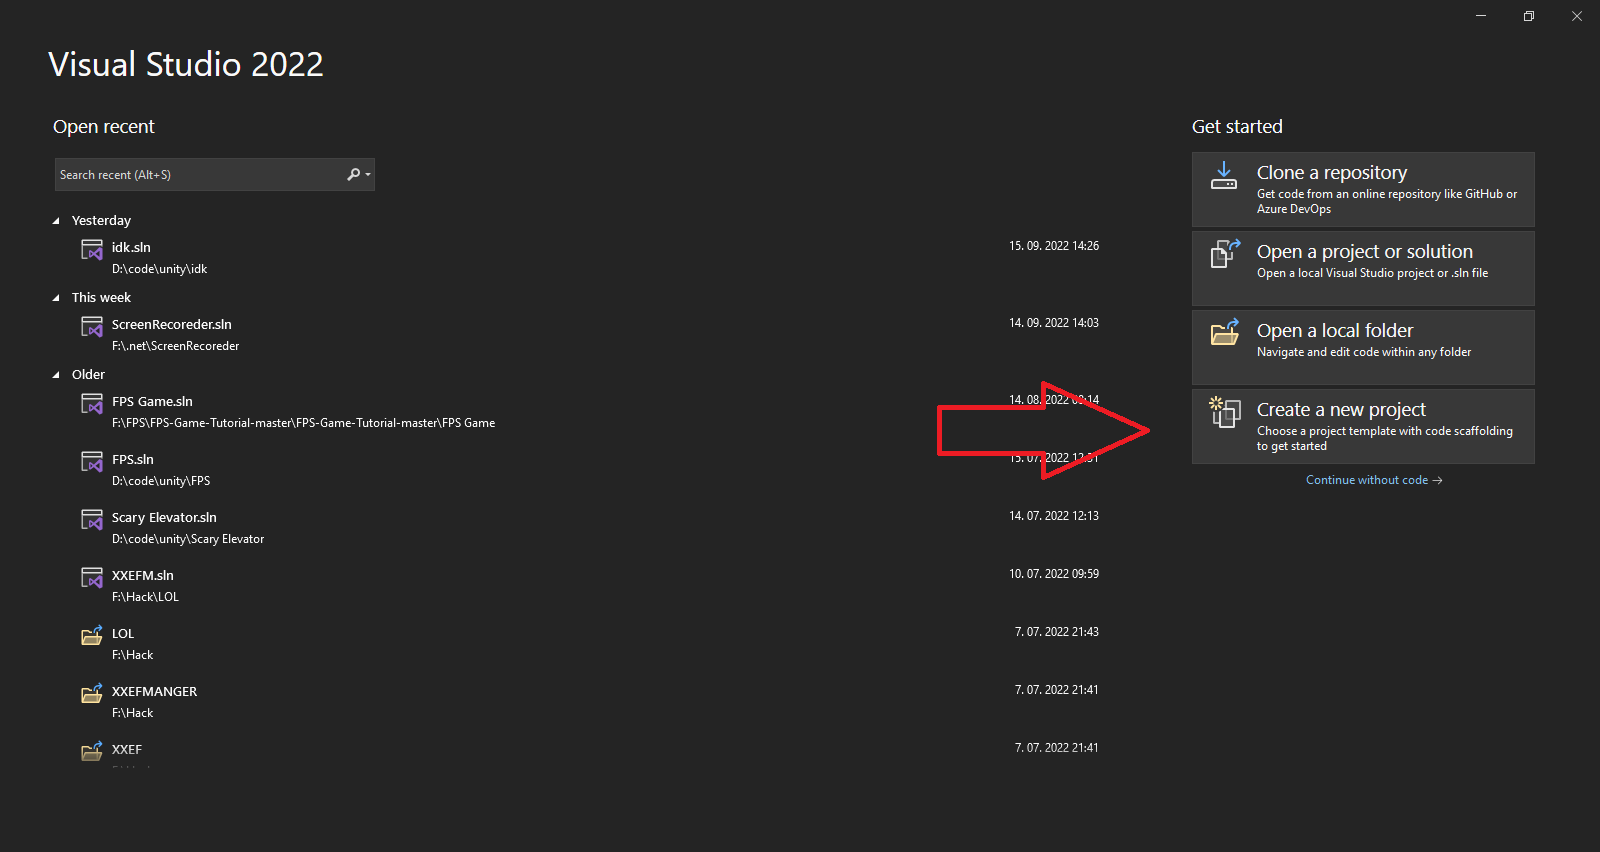 Visual Studio 2022
Open recent
Search recent (Alt+S)
Yesterday
idk.sln 15. 09. 2022 14:26
D:\code\unity\idk
This week
ScreenRecoreder.sln 14. 09. 2022 14:03
F:\.net\ScreenRecoreder
Older
FPS Game.sln 14. 08. 2022
F:\FPS\FPS-Game-Tutorial-master\FPS-Game-Tutorial-master\FPS Game
FPS.sln 15. 07. 2022
D:\code\unity\FPS
Scary Elevator.sln 14. 07. 2022 12:13
D:\code\unity\Scary Elevator
XXEFM.sln 10. 07. 2022 09:59
F:\Hack\LOL
LOL 7. 07. 2022 21:43
F:\Hack
XXEFMANGER 7. 07. 2022 21:41
F:\Hack
XXEF 7. 07. 2022 21:41
Get started
Clone a repository
Get code from an online repository like GitHub or
Azure DevOps
Open a project or solution
Open a local Visual Studio project or .sln file
Open a local folder
Navigate and edit code within any folder
Create a new project
Choose a project template with code scaffolding
to get started
Continue without code →